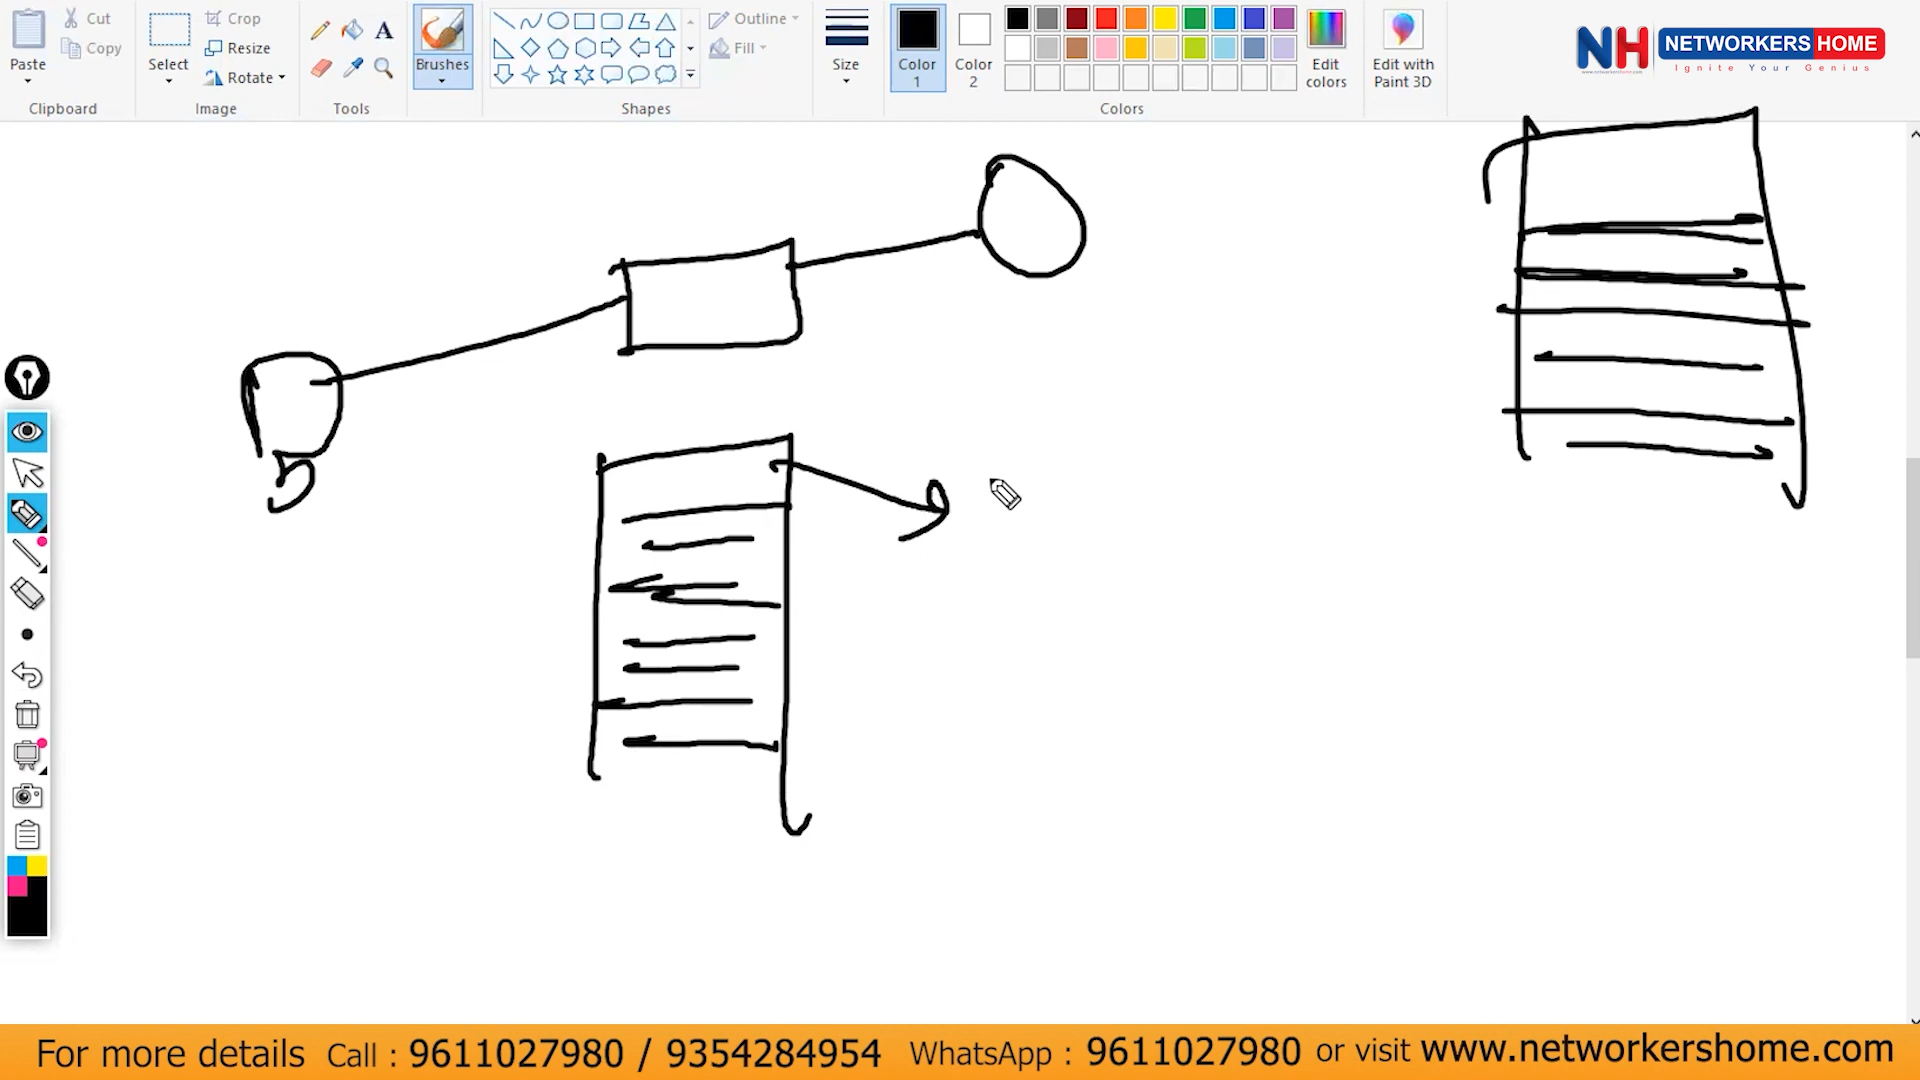 Paste
Cut
Copy
Clipboard
Select
Crop
Resize
Rotate
Image
A
Tools
Brushes
Shapes
Outline
Fill
Size
Color 1
Color 2
Colors
Edit colors
Edit with Paint 3D
NH NETWORKERS HOME
Ignite Your Genius
For more details Call : 9611027980 / 9354284954 WhatsApp : 9611027980 or visit www.networkershome.com